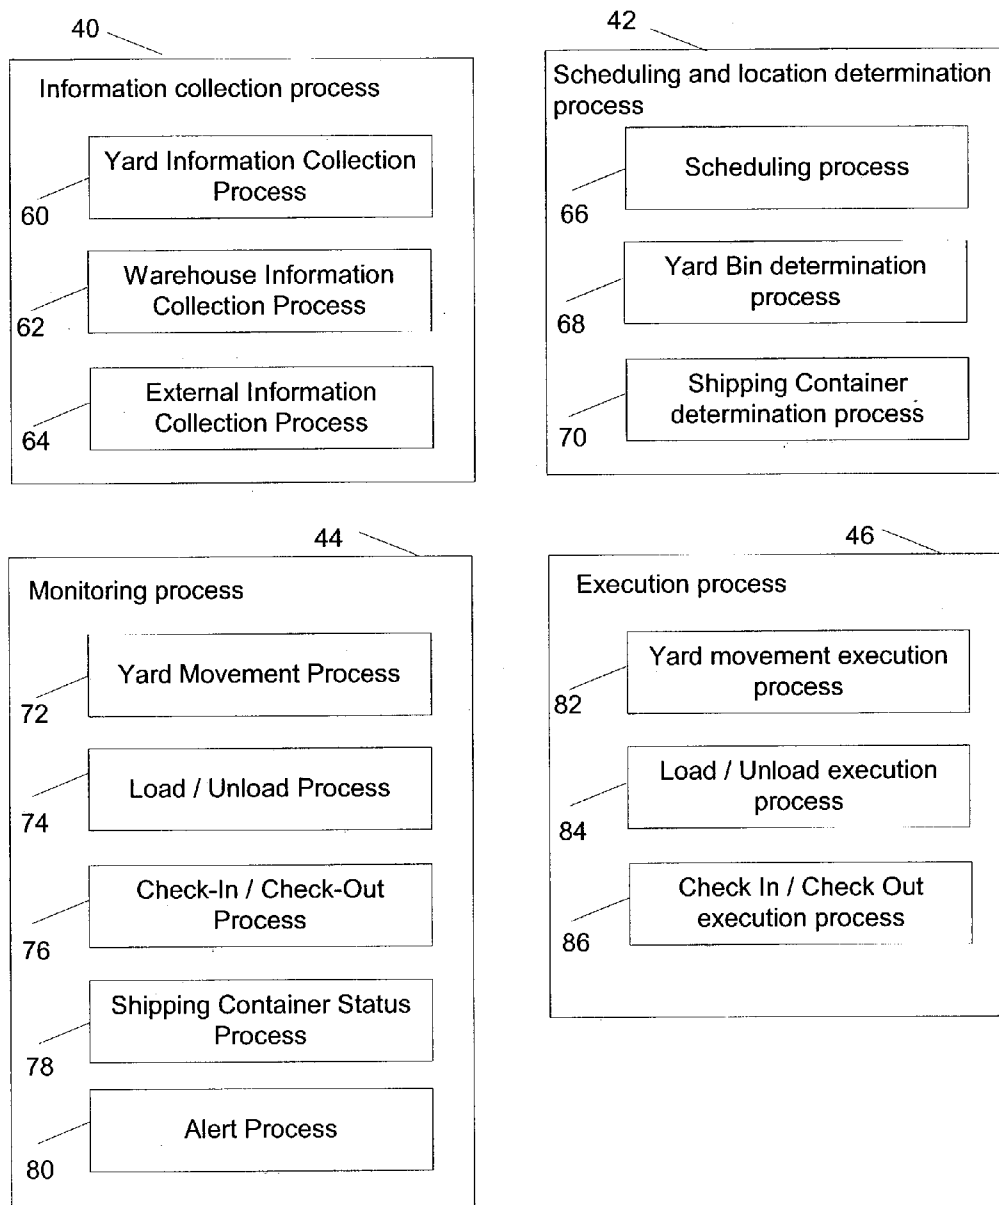 40
Information collection process
Yard Information Collection
Process
60
Warehouse Information
Collection Process
62
External Information
Collection Process
64
42
Scheduling and location determination
process
Scheduling process
66
Yard Bin determination
process
68
Shipping Container
determination process
70
44
Monitoring process
Yard Movement Process
72
Load / Unload Process
74
Check-In / Check-Out
Process
76
Shipping Container Status
Process
78
Alert Process
80
46
Execution process
Yard movement execution
process
82
Load / Unload execution
process
84
Check In / Check Out
execution process
86